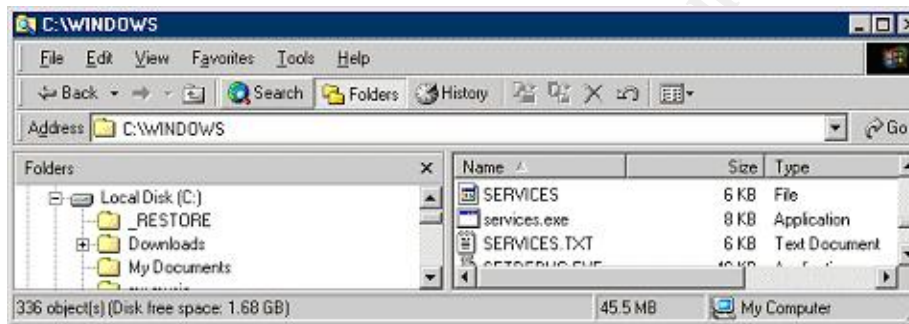 C:\WINDOWS
File Edit View Favorites Tools Help
Back Search Folders History
Address C:\WINDOWS Go
Folders
Local Disk (C:)
_RESTORE
Downloads
My Documents
Name Size Type
SERVICES 6 KB File
services.exe 8 KB Application
SERVICES.TXT 6 KB Text Document
336 object(s) (Disk free space: 1.68 GB) 45.5 MB My Computer